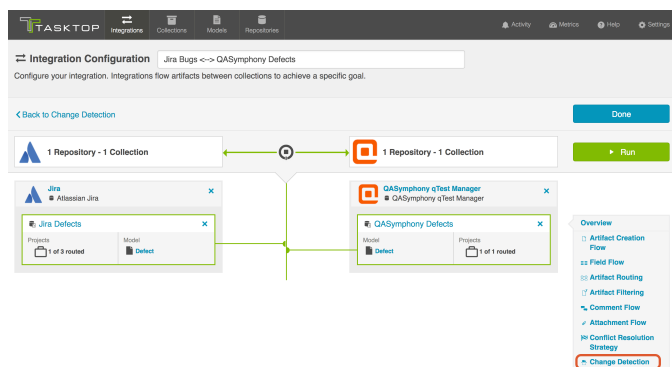 TASKTOP
Integrations
Collections
Models
Repositories
Activity
Metrics
Help
Settings
Integration Configuration
Jira Bugs <--> QASymphony Defects
Configure your integration. Integrations flow artifacts between collections to achieve a specific goal.
Back to Change Detection
Done
1 Repository - 1 Collection
1 Repository - 1 Collection
Run
Jira
Atlassian Jira
QASymphony qTest Manager
QASymphony qTest Manager
Jira Defects
QASymphony Defects
Projects
Model
1 of 3 routed
Defect
Model
Projects
Defect
1 of 1 routed
Overview
Artifact Creation
Flow
Field Flow
Artifact Routing
Artifact Filtering
Comment Flow
Attachment Flow
Conflict Resolution
Strategy
Change Detection